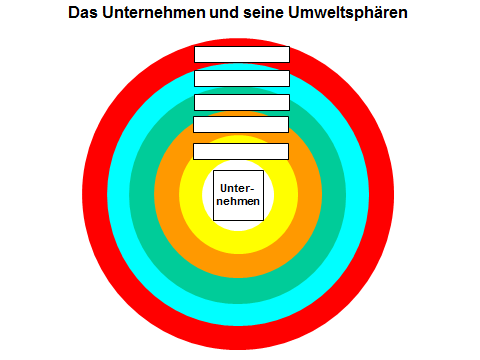 Das Unternehmen und seine Umweltsphären
Unter-
nehmen